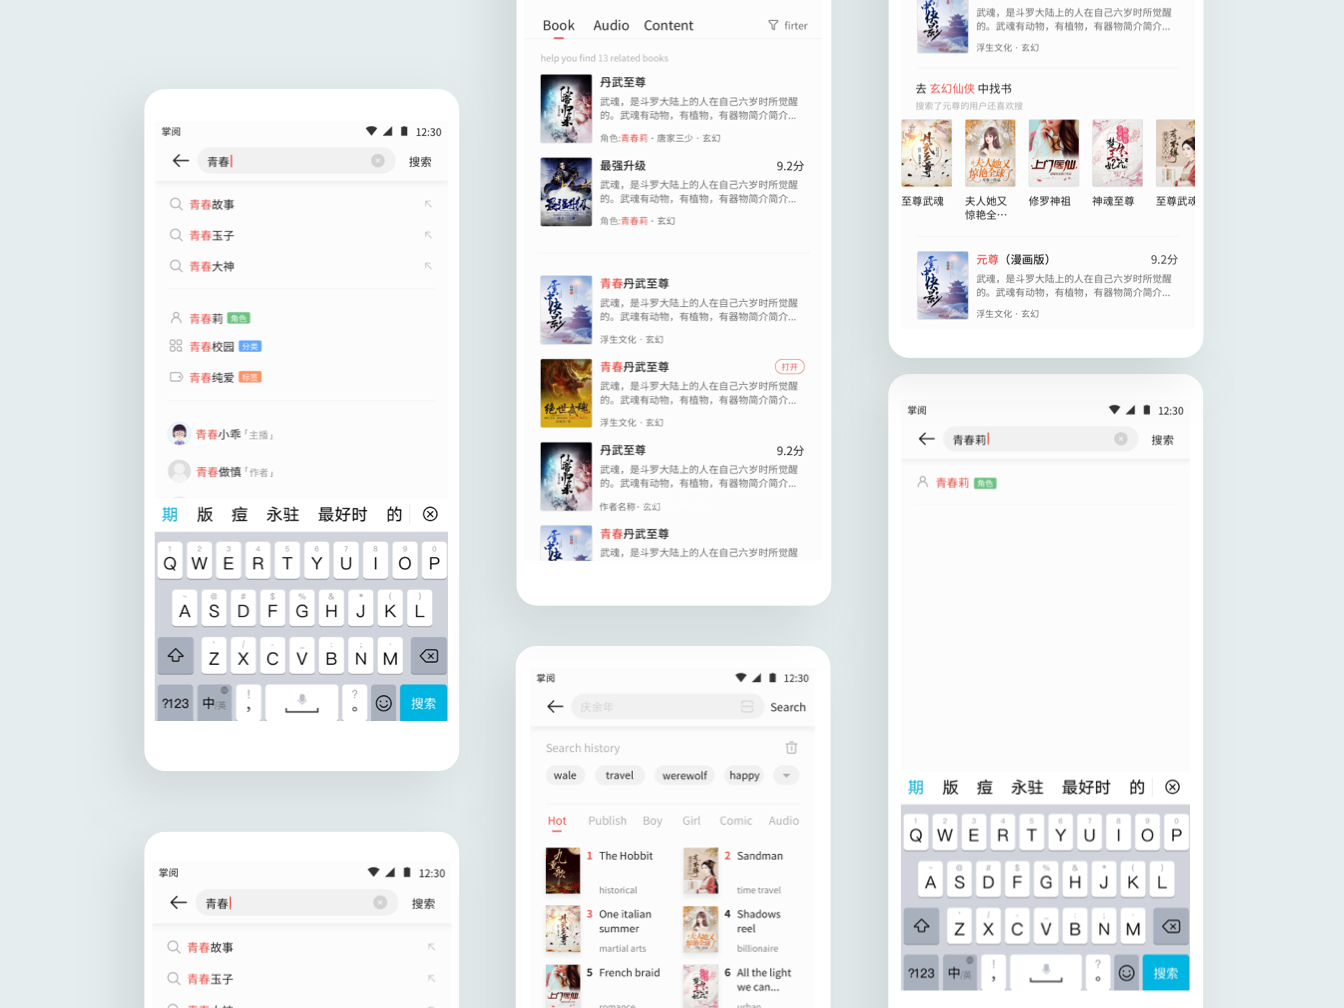 掌阅
12:30
青春
搜索
青春故事
青春玉子
青春大神
青春莉 角色
青春校园 分类
青春纯爱 标签
青春小乖「主播」
青春做慎「作者」
期 版 痘 永驻 最好时 的
1 2 3 4 5 6 7 8 9 0
Q W E R T Y U I O P
~ @ # $ % & * ( )
A S D F G H J K L
Z X C V B N M
?123 中/英 ! , ? 。 搜索
掌阅
12:30
青春
搜索
青春故事
青春玉子
Book Audio Content firter
help you find 13 related books
丹武至尊
武魂，是斗罗大陆上的人在自己六岁时所觉醒
的。武魂有动物，有植物，有器物简介简介...
角色:青春莉 - 唐家三少 · 玄幻
最强升级 9.2分
武魂，是斗罗大陆上的人在自己六岁时所觉醒
的。武魂有动物，有植物，有器物简介简介...
角色:青春莉 - 玄幻
青春丹武至尊
武魂，是斗罗大陆上的人在自己六岁时所觉醒
的。武魂有动物，有植物，有器物简介简介...
浮生文化 · 玄幻
青春丹武至尊 打开
武魂，是斗罗大陆上的人在自己六岁时所觉醒
的。武魂有动物，有植物，有器物简介简介...
浮生文化 · 玄幻
丹武至尊 9.2分
武魂，是斗罗大陆上的人在自己六岁时所觉醒
的。武魂有动物，有植物，有器物简介简介...
作者名称 · 玄幻
青春丹武至尊
武魂，是斗罗大陆上的人在自己六岁时所觉醒
掌阅
12:30
庆余年
Search
Search history
wale travel werewolf happy
Hot Publish Boy Girl Comic Audio
1 The Hobbit
historical
2 Sandman
time travel
3 One italian
summer
martial arts
4 Shadows
reel
billionaire
5 French braid
romance
6 All the light
we can...
urban
武魂，是斗罗大陆上的人在自己六岁时所觉醒
的。武魂有动物，有植物，有器物简介简介...
浮生文化 · 玄幻
去 玄幻仙侠 中找书
搜索了元尊的用户还喜欢搜
至尊武魂
夫人她又
惊艳全…
修罗神祖
神魂至尊
至尊武魂
元尊（漫画版） 9.2分
武魂，是斗罗大陆上的人在自己六岁时所觉醒
的。武魂有动物，有植物，有器物简介简介...
浮生文化 · 玄幻
掌阅
12:30
青春莉
搜索
青春莉 角色
期 版 痘 永驻 最好时 的
1 2 3 4 5 6 7 8 9 0
Q W E R T Y U I O P
~ @ # $ % & * ( )
A S D F G H J K L
Z X C V B N M
?123 中/英 ! , ? 。 搜索